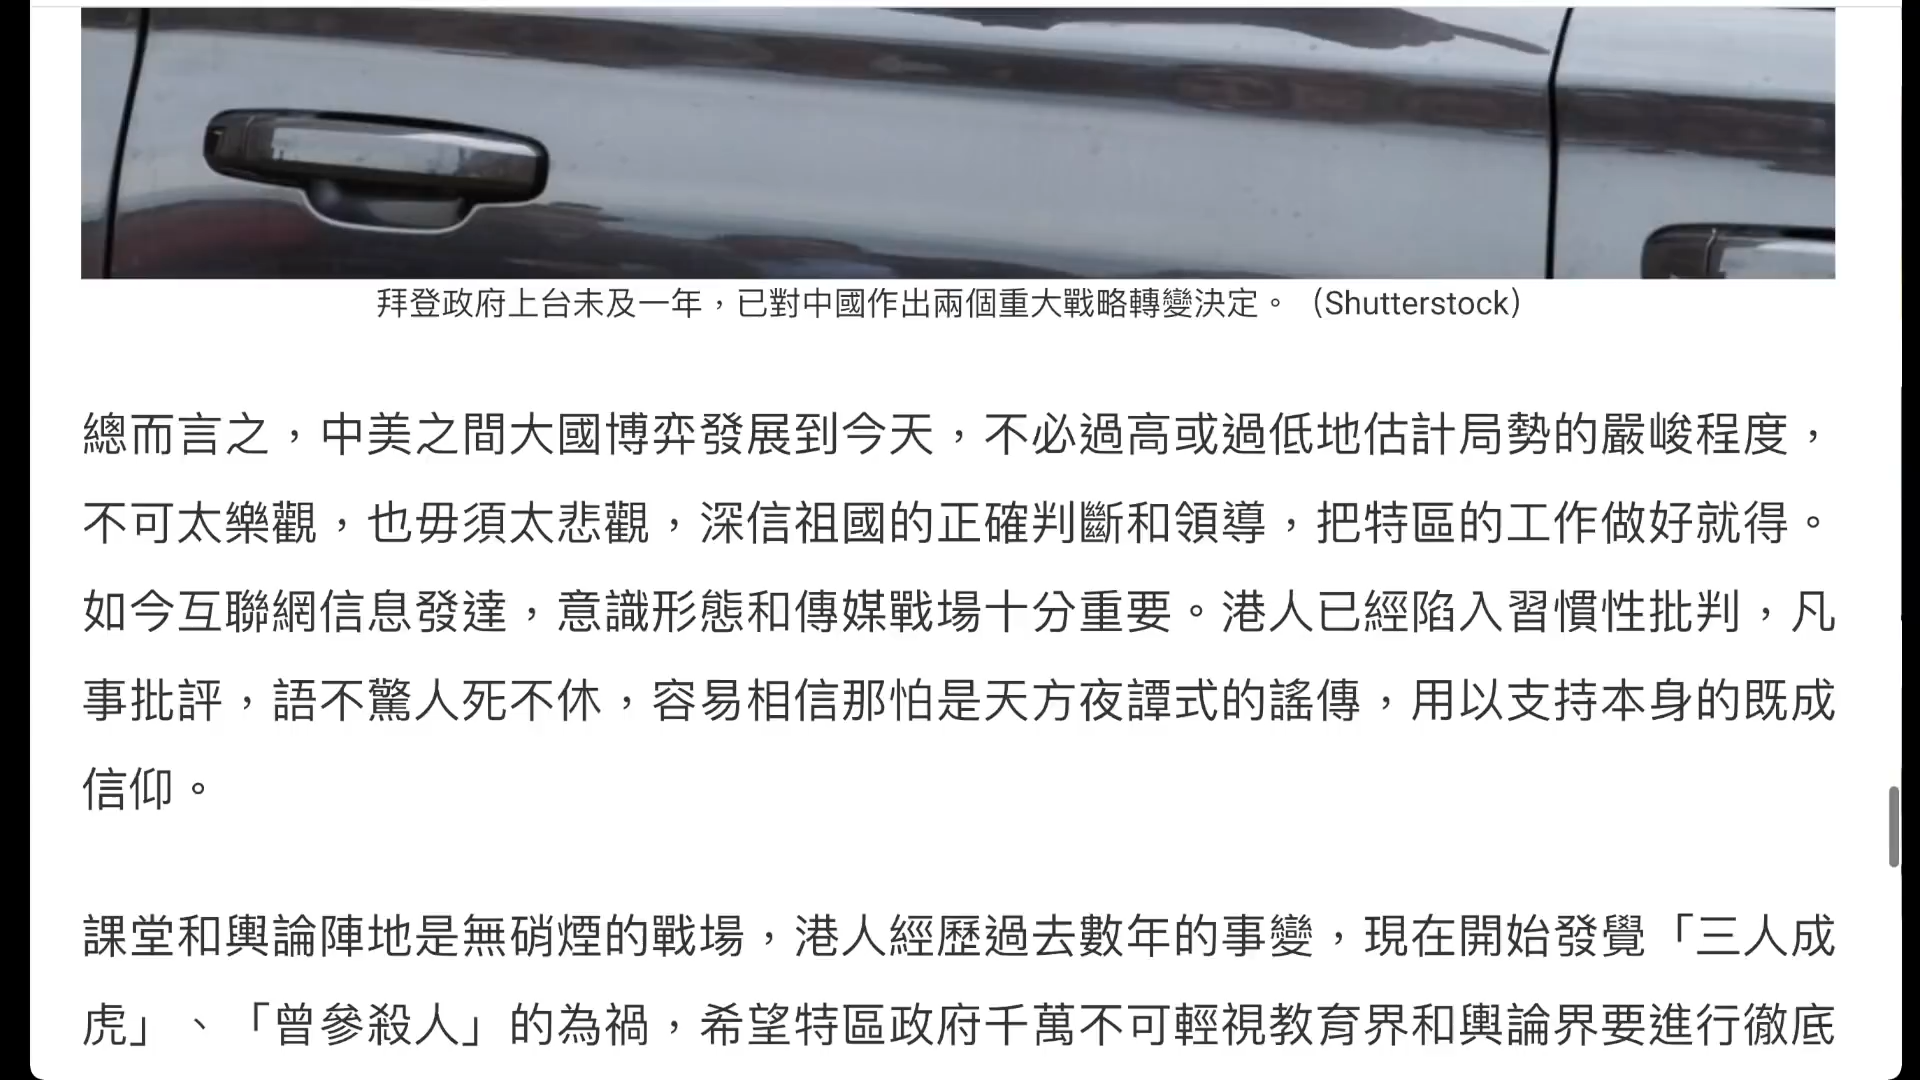 拜登政府上台未及一年，已對中國作出兩個重大戰略轉變決定。（Shutterstock）
總而言之，中美之間大國博弈發展到今天，不必過高或過低地估計局勢的嚴峻程度，
不可太樂觀，也毋須太悲觀，深信祖國的正確判斷和領導，把特區的工作做好就得。
如今互聯網信息發達，意識形態和傳媒戰場十分重要。港人已經陷入習慣性批判，凡
事批評，語不驚人死不休，容易相信那怕是天方夜譚式的謠傳，用以支持本身的既成
信仰。
課堂和輿論陣地是無硝煙的戰場，港人經歷過去數年的事變，現在開始發覺「三人成
虎」、「曾參殺人」的為禍，希望特區政府千萬不可輕視教育界和輿論界要進行徹底